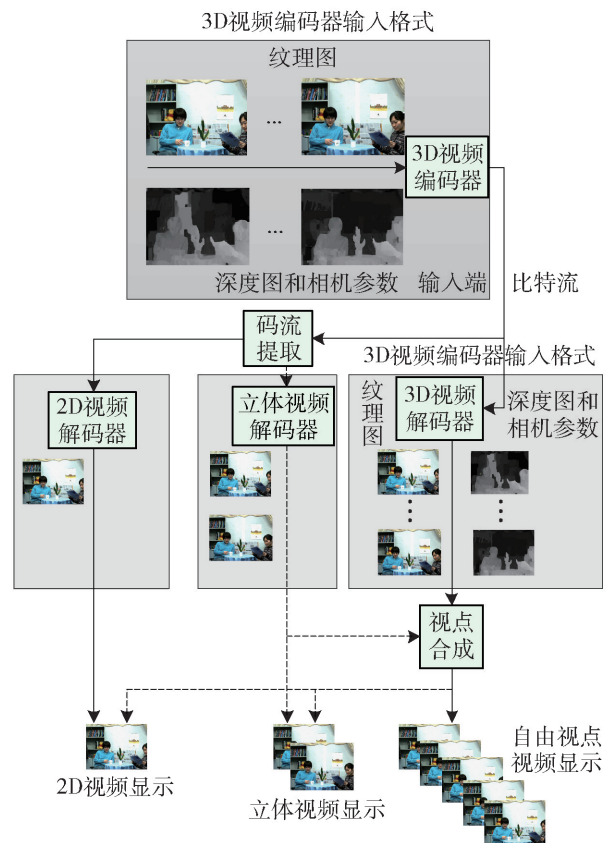 3D视频编码器输入格式
纹理图
...
3D视频
编码器
...
深度图和相机参数 输入端
比特流
码流
提取
3D视频编码器输入格式
2D视频
解码器
立体视频
解码器
纹理图
3D视频
解码器
深度图和
相机参数
视点
合成
2D视频显示
立体视频显示
自由视点
视频显示